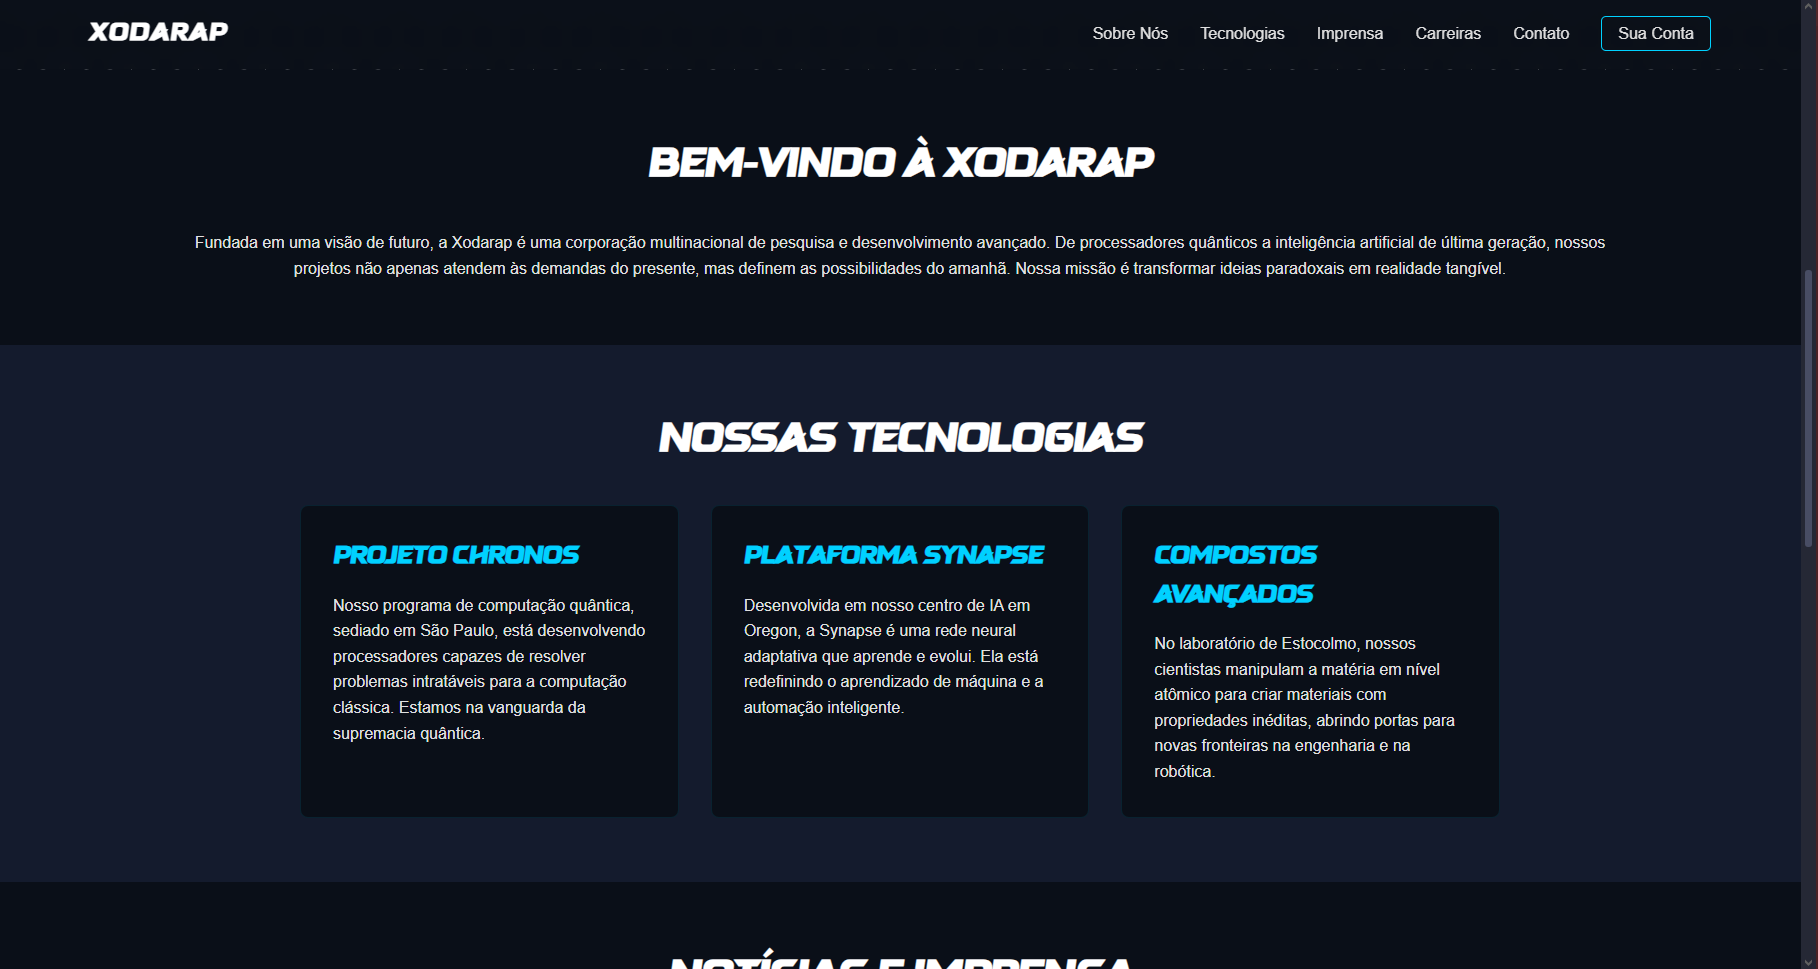 XODARAP
Sobre Nós Tecnologias Imprensa Carreiras Contato Sua Conta
BEM-VINDO À XODARAP
Fundada em uma visão de futuro, a Xodarap é uma corporação multinacional de pesquisa e desenvolvimento avançado. De processadores quânticos a inteligência artificial de última geração, nossos
projetos não apenas atendem às demandas do presente, mas definem as possibilidades do amanhã. Nossa missão é transformar ideias paradoxais em realidade tangível.
NOSSAS TECNOLOGIAS
PROJETO CHRONOS
Nosso programa de computação quântica,
sediado em São Paulo, está desenvolvendo
processadores capazes de resolver
problemas intratáveis para a computação
clássica. Estamos na vanguarda da
supremacia quântica.
PLATAFORMA SYNAPSE
Desenvolvida em nosso centro de IA em
Oregon, a Synapse é uma rede neural
adaptativa que aprende e evolui. Ela está
redefinindo o aprendizado de máquina e a
automação inteligente.
COMPOSTOS
AVANÇADOS
No laboratório de Estocolmo, nossos
cientistas manipulam a matéria em nível
atômico para criar materiais com
propriedades inéditas, abrindo portas para
novas fronteiras na engenharia e na
robótica.
NOTÍCIAS E IMPRENSA